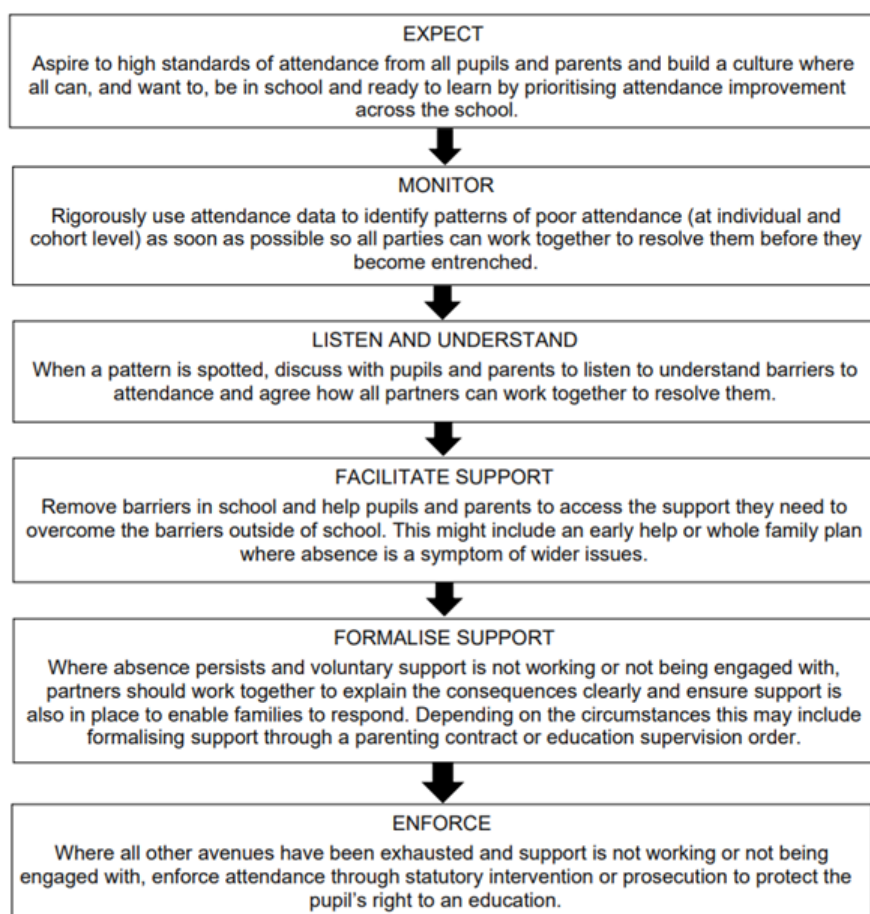 EXPECT
Aspire to high standards of attendance from all pupils and parents and build a culture where
all can, and want to, be in school and ready to learn by prioritising attendance improvement
across the school.
MONITOR
Rigorously use attendance data to identify patterns of poor attendance (at individual and
cohort level) as soon as possible so all parties can work together to resolve them before they
become entrenched.
LISTEN AND UNDERSTAND
When a pattern is spotted, discuss with pupils and parents to listen to understand barriers to
attendance and agree how all partners can work together to resolve them.
FACILITATE SUPPORT
Remove barriers in school and help pupils and parents to access the support they need to
overcome the barriers outside of school. This might include an early help or whole family plan
where absence is a symptom of wider issues.
FORMALISE SUPPORT
Where absence persists and voluntary support is not working or not being engaged with,
partners should work together to explain the consequences clearly and ensure support is
also in place to enable families to respond. Depending on the circumstances this may include
formalising support through a parenting contract or education supervision order.
ENFORCE
Where all other avenues have been exhausted and support is not working or not being
engaged with, enforce attendance through statutory intervention or prosecution to protect the
pupil's right to an education.